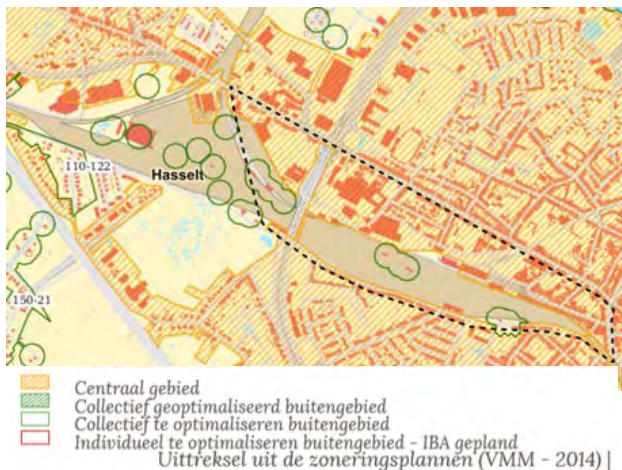 Hasselt
110-122
150-21
Centraal gebied
Collectief geoptimaliseerd buitengebied
Collectief te optimaliseren buitengebied
Individueel te optimaliseren buitengebied - IBA gepland
Uittreksel uit de zoneringsplannen (VMM - 2014) |